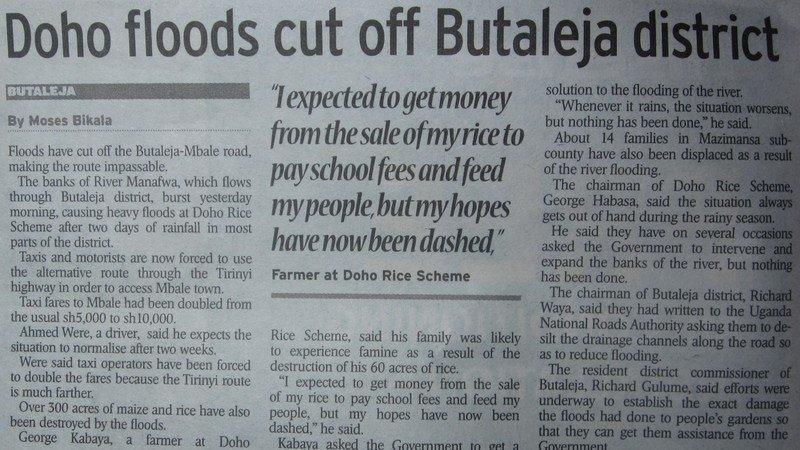 Doho floods cut off Butaleja district
BUTALEJA
By Moses Bikala
Floods have cut off the Butaleja-Mbale road,
making the route impassable.
The banks of River Manafwa, which flows
through Butaleja district, burst yesterday
morning, causing heavy floods at Doho Rice
Scheme after two days of rainfall in most
parts of the district.
Taxis and motorists are now forced to use
the alternative route through the Tirinyi
highway in order to access Mbale town.
Taxi fares to Mbale had been doubled from
the usual sh5,000 to sh10,000.
Ahmed Were, a driver, said he expects the
situation to normalise after two weeks.
Were said taxi operators have been forced
to double the fares because the Tirinyi route
is much farther.
Over 300 acres of maize and rice have also
been destroyed by the floods.
George Kabaya, a farmer at Doho
"I expected to get money
from the sale of my rice to
pay school fees and feed
my people, but my hopes
have now been dashed,"
Farmer at Doho Rice Scheme
Rice Scheme, said his family was likely
to experience famine as a result of the
destruction of his 60 acres of rice.
"I expected to get money from the sale
of my rice to pay school fees and feed my
people, but my hopes have now been
dashed," he said.
Kabaya asked the Government to get a
solution to the flooding of the river.
"Whenever it rains, the situation worsens,
but nothing has been done," he said.
About 14 families in Mazimansa sub-
county have also been displaced as a result
of the river flooding.
The chairman of Doho Rice Scheme,
George Habasa, said the situation always
gets out of hand during the rainy season.
He said they have on several occasions
asked the Government to intervene and
expand the banks of the river, but nothing
has been done.
The chairman of Butaleja district, Richard
Waya, said they had written to the Uganda
National Roads Authority asking them to de-
silt the drainage channels along the road so
as to reduce flooding.
The resident district commissioner of
Butaleja, Richard Gulume, said efforts were
underway to establish the exact damage
the floods had done to people's gardens so
that they can get them assistance from the
Government.